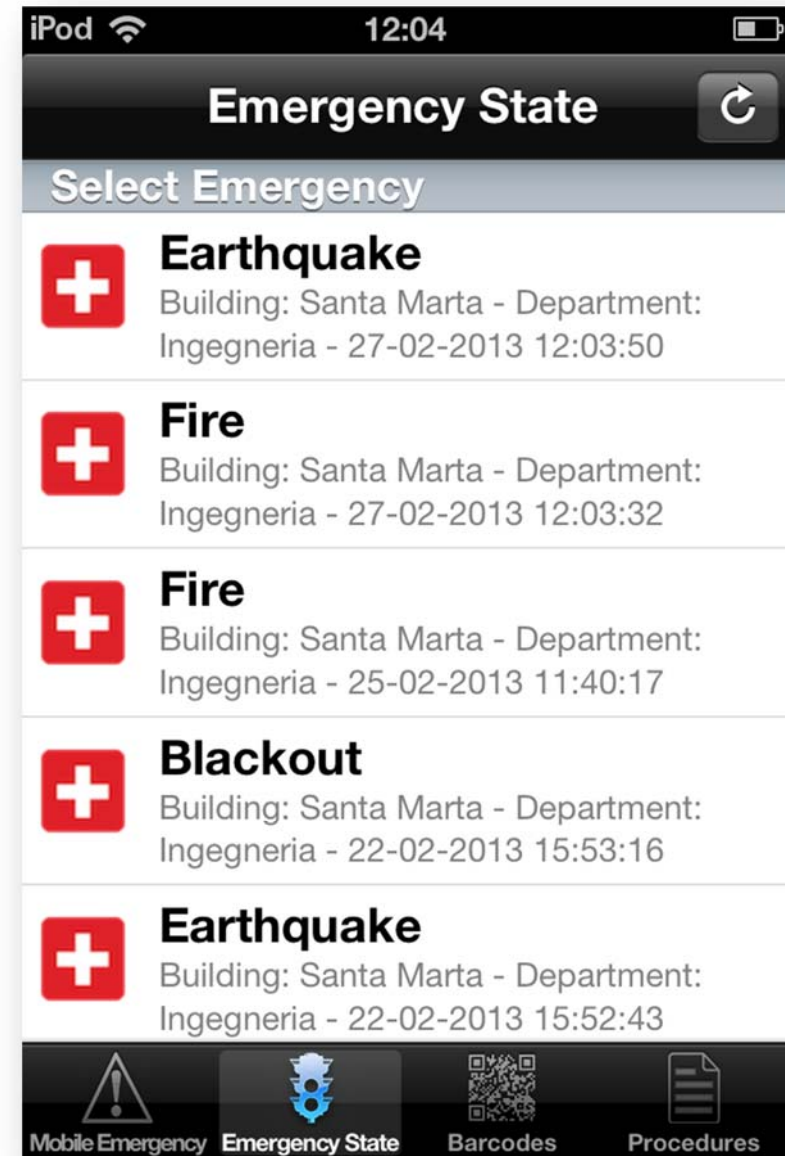 iPod 12:04
Emergency State
Select Emergency
Earthquake
Building: Santa Marta - Department:
Ingegneria - 27-02-2013 12:03:50
Fire
Building: Santa Marta - Department:
Ingegneria - 27-02-2013 12:03:32
Fire
Building: Santa Marta - Department:
Ingegneria - 25-02-2013 11:40:17
Blackout
Building: Santa Marta - Department:
Ingegneria - 22-02-2013 15:53:16
Earthquake
Building: Santa Marta - Department:
Ingegneria - 22-02-2013 15:52:43
Mobile Emergency Emergency State Barcodes Procedures